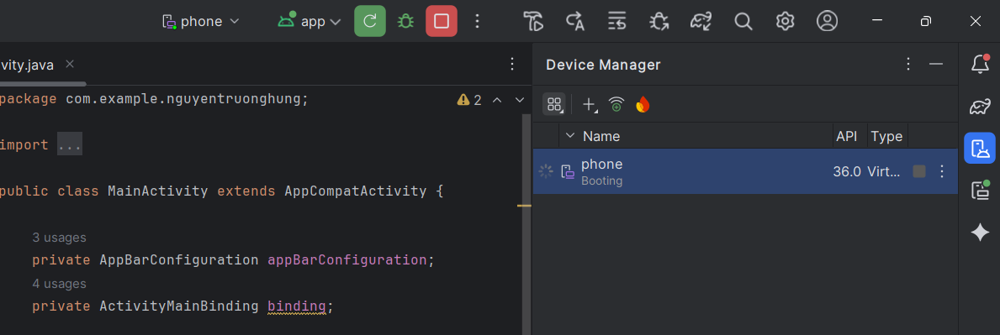 phone
app
vity.java
Device Manager
package com.example.nguyentruonghung;
2
import ...
Name API Type
phone
Booting
36.0 Virt...
public class MainActivity extends AppCompatActivity {
3 usages
private AppBarConfiguration appBarConfiguration;
4 usages
private ActivityMainBinding binding;